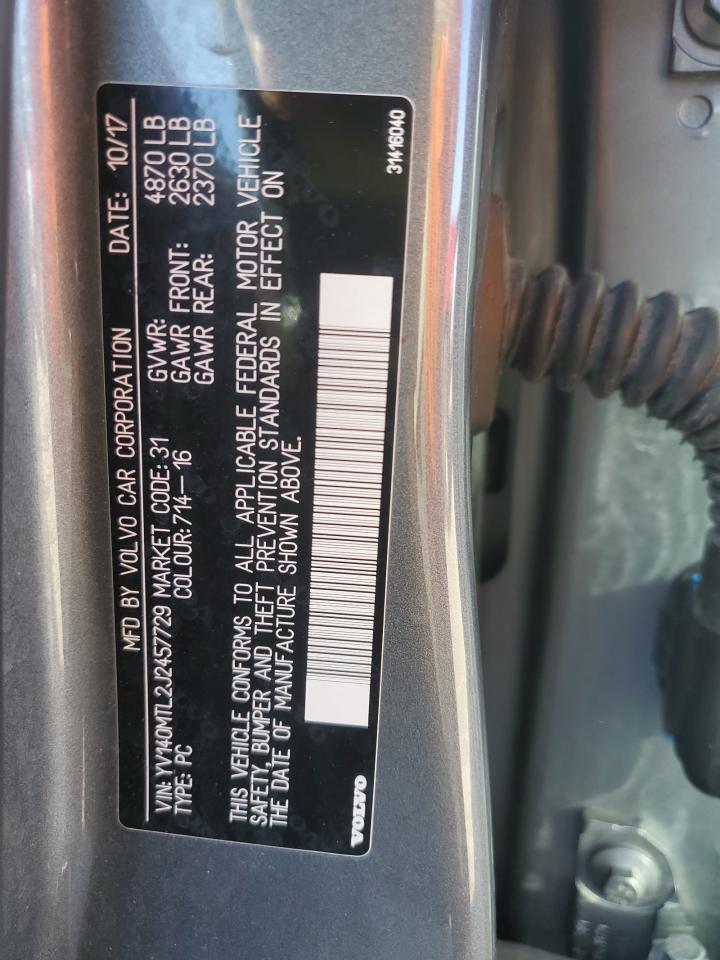 MFD BY VOLVO CAR CORPORATION DATE: 10/17
VIN: YV140MTL2J2457729 MARKET CODE: 31 GVWR: 4870 LB
TYPE: PC COLOUR: 714-16 GAWR FRONT: 2630 LB
GAWR REAR: 2370 LB
THIS VEHICLE CONFORMS TO ALL APPLICABLE FEDERAL MOTOR VEHICLE
SAFETY, BUMPER AND THEFT PREVENTION STANDARDS IN EFFECT ON
THE DATE OF MANUFACTURE SHOWN ABOVE.
VOLVO 31416040